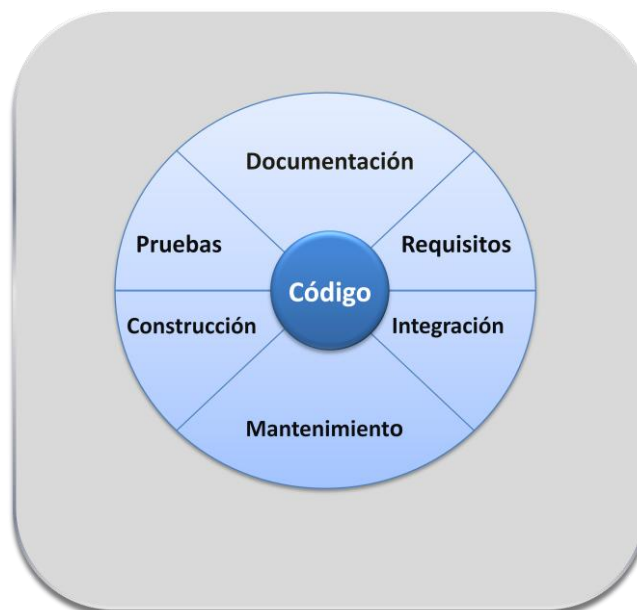 Documentación
Pruebas
Requisitos
Código
Construcción
Integración
Mantenimiento